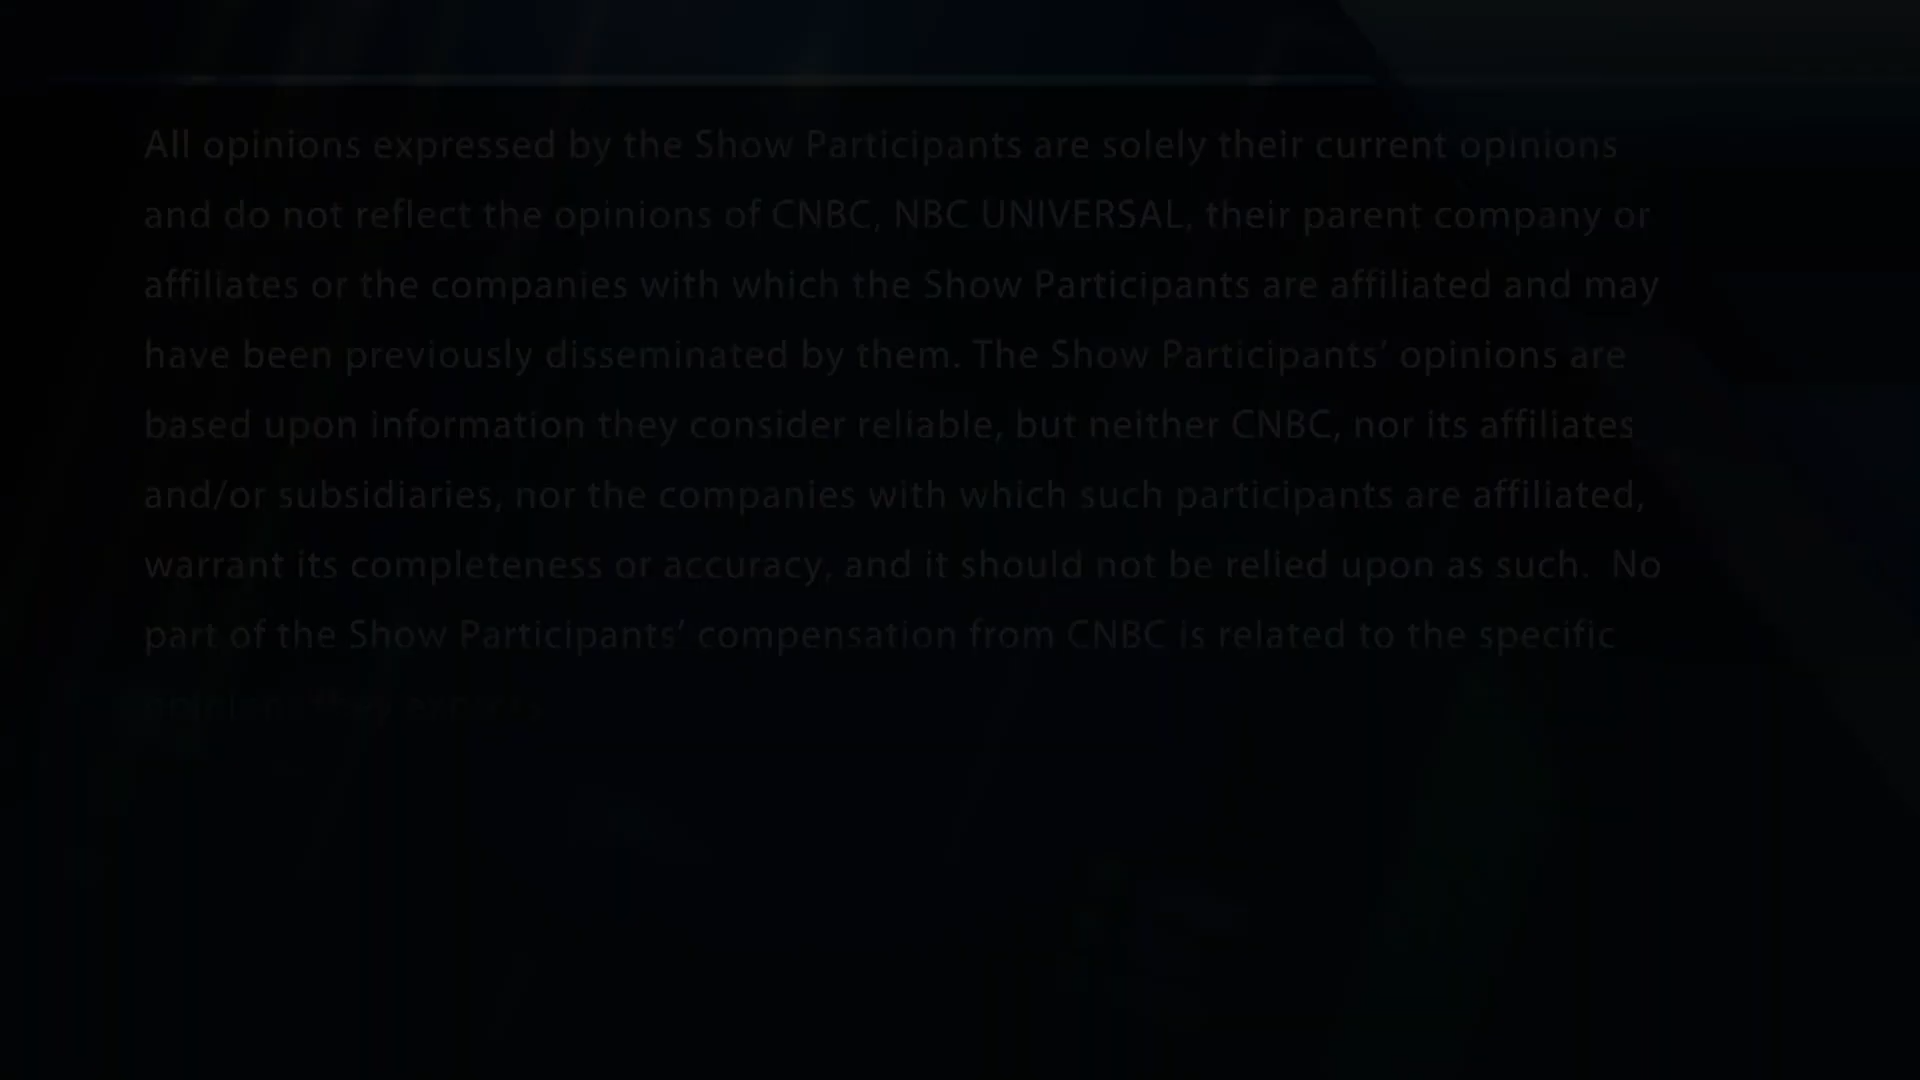 All opinions expressed by the Show Participants are solely their current opinions
and do not reflect the opinions of CNBC, NBC UNIVERSAL, their parent company or
affiliates or the companies with which the Show Participants are affiliated and may
have been previously disseminated by them. The Show Participants’ opinions are
based upon information they consider reliable, but neither CNBC, nor its affiliates
and/or subsidiaries, nor the companies with which such participants are affiliated,
warrant its completeness or accuracy, and it should not be relied upon as such.  No
part of the Show Participants’ compensation from CNBC is related to the specific